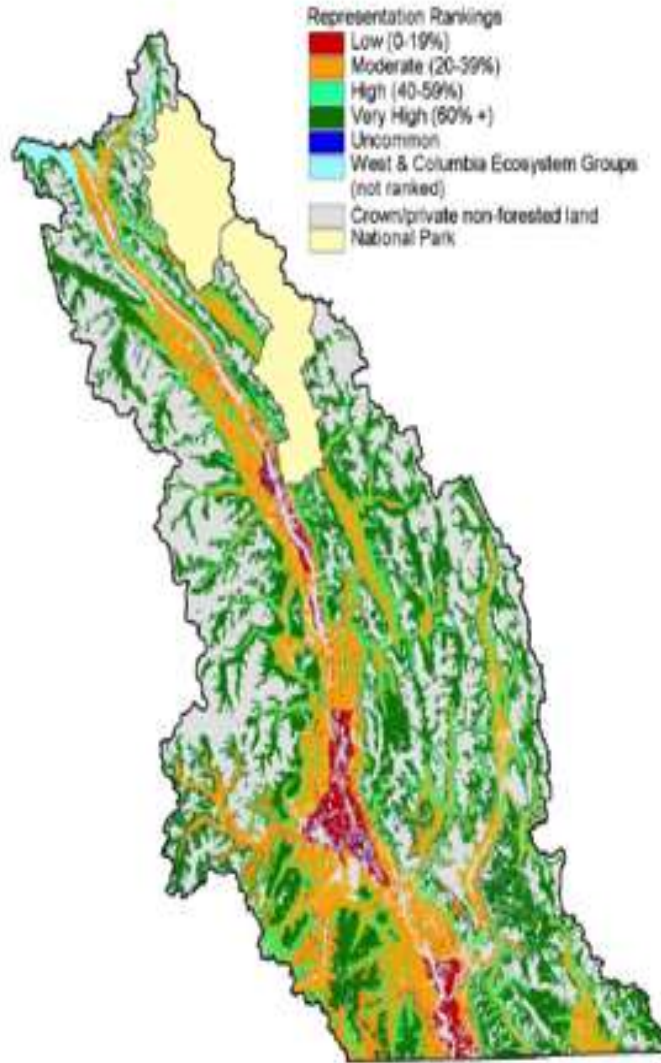 Representation Rankings
Low (0-19%)
Moderate (20-39%)
High (40-59%)
Very High (60% +)
Uncommon
West & Columbia Ecosystem Groups
(not ranked)
Crown/private non-forested land
National Park